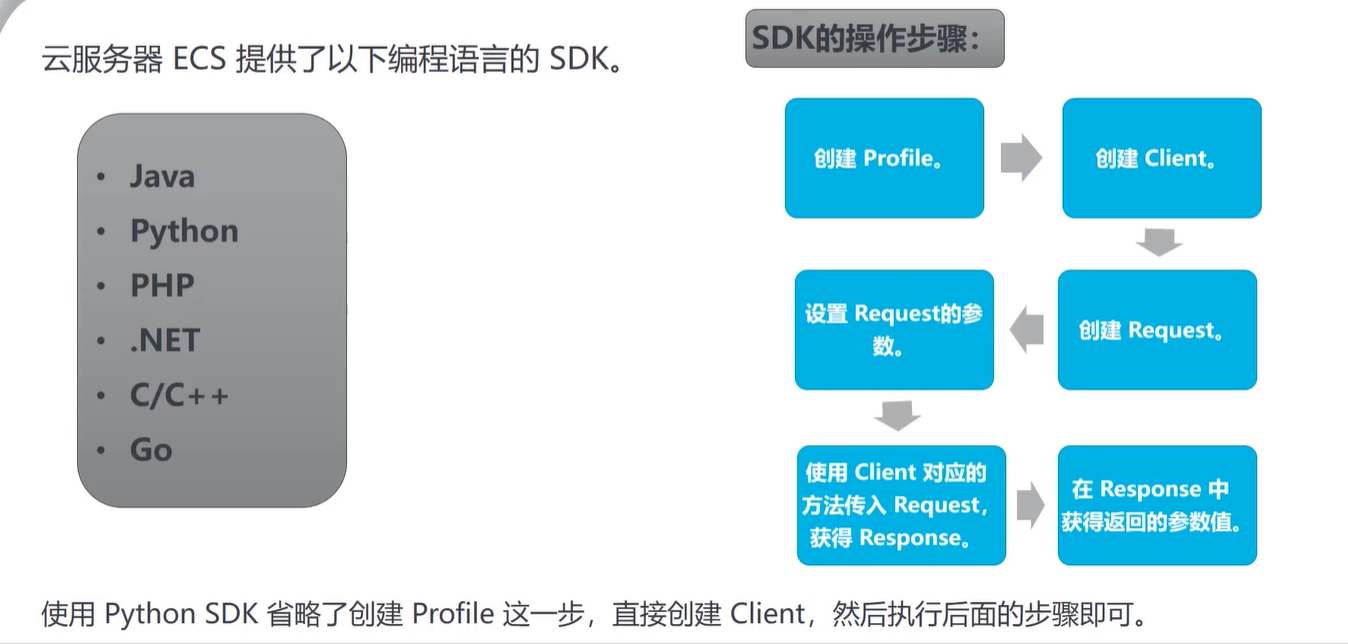 云服务器 ECS 提供了以下编程语言的 SDK。
• Java
• Python
• PHP
• .NET
• C/C++
• Go
SDK的操作步骤：
创建 Profile。
创建 Client。
创建 Request。
设置 Request的参
数。
使用 Client 对应的
方法传入 Request，
获得 Response。
在 Response 中
获得返回的参数值。
使用 Python SDK 省略了创建 Profile 这一步，直接创建 Client，然后执行后面的步骤即可。